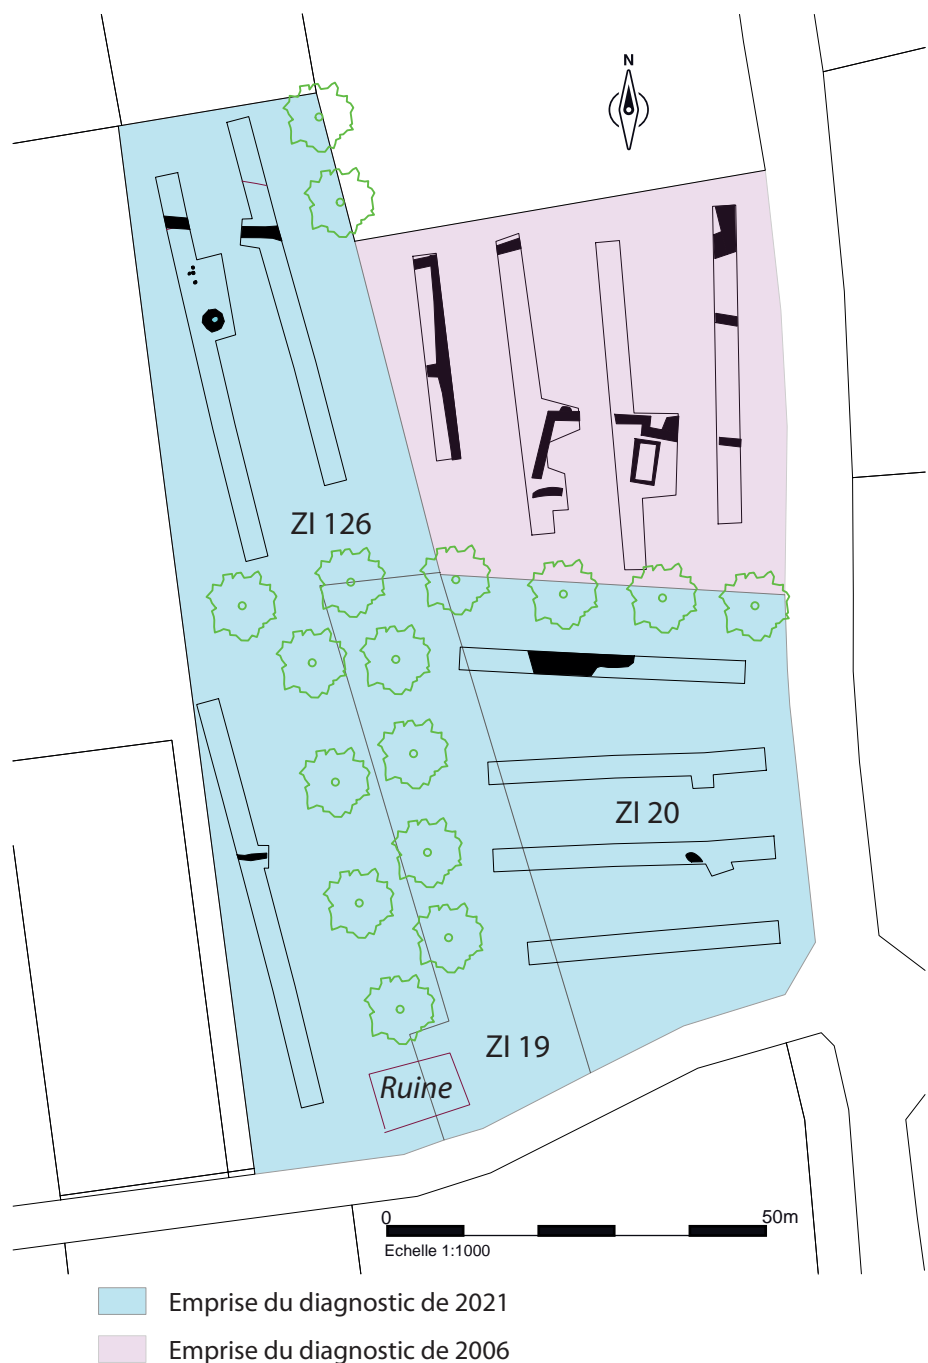 N
ZI 126
ZI 20
ZI 19
Ruine
0 50m
Echelle 1:1000
Emprise du diagnostic de 2021
Emprise du diagnostic de 2006